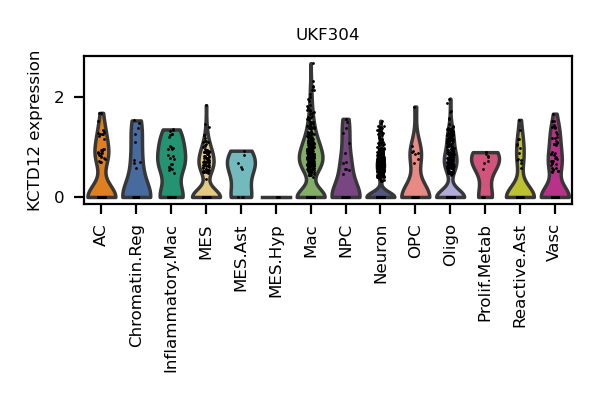 UKF304
KCTD12 expression
2
0
AC
Chromatin.Reg
Inflammatory.Mac
MES
MES.Ast
MES.Hyp
Mac
NPC
Neuron
OPC
Oligo
Prolif.Metab
Reactive.Ast
Vasc